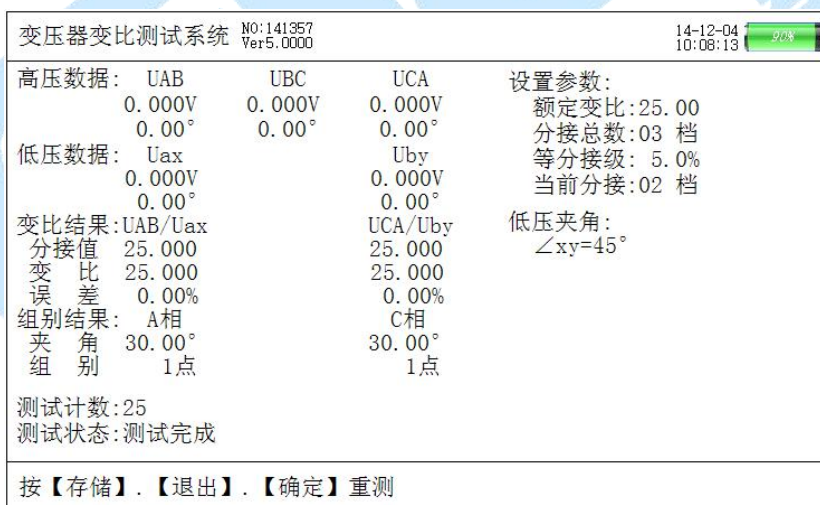 变压器变比测试系统 NO:141357 Ver5.0000 14-12-04 10:08:13 90%
高压数据: UAB UBC UCA 设置参数:
0.000V 0.000V 0.000V 额定变比:25.00
0.00° 0.00° 0.00° 分接总数:03 档
低压数据: Uax Uby 等分接级: 5.0%
0.000V 0.000V 当前分接:02 档
0.00° 0.00°
变比结果:UAB/Uax UCA/Uby 低压夹角:
分接值 25.000 25.000 ∠xy=45°
变 比 25.000 25.000
误 差 0.00% 0.00%
组别结果: A相 C相
夹 角 30.00° 30.00°
组 别 1点 1点
测试计数:25
测试状态:测试完成
按【存储】.【退出】.【确定】重测